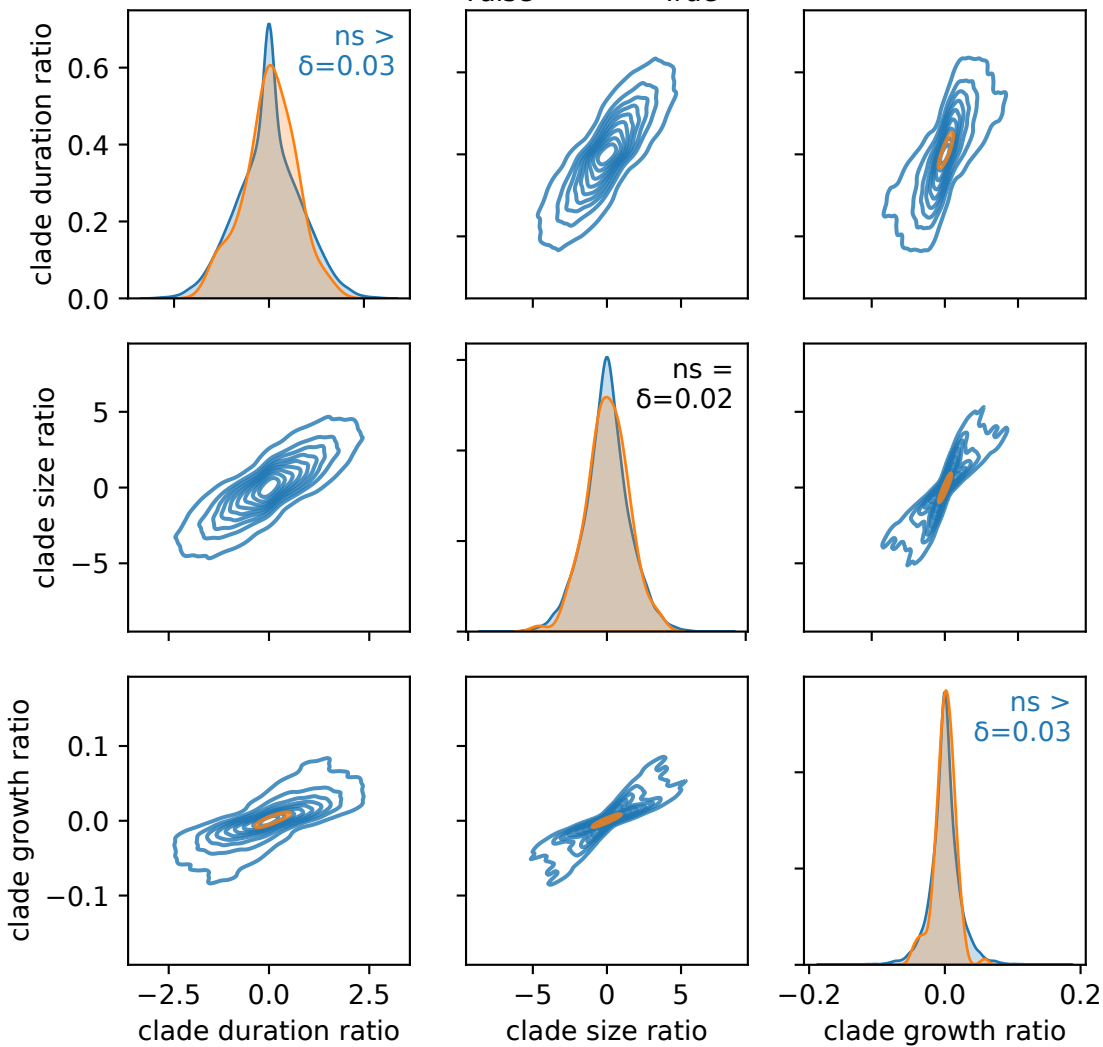 ns >
δ=0.03
clade duration ratio
0.6
0.4
0.2
0.0
−5
0
5
ns =
δ=0.02
clade size ratio
5
0
−5
ns >
δ=0.03
clade growth ratio
0.1
0.0
−0.1
−2.5
0.0
2.5
−5
0
5
−0.2
0.0
0.2
clade duration ratio
clade size ratio
clade growth ratio